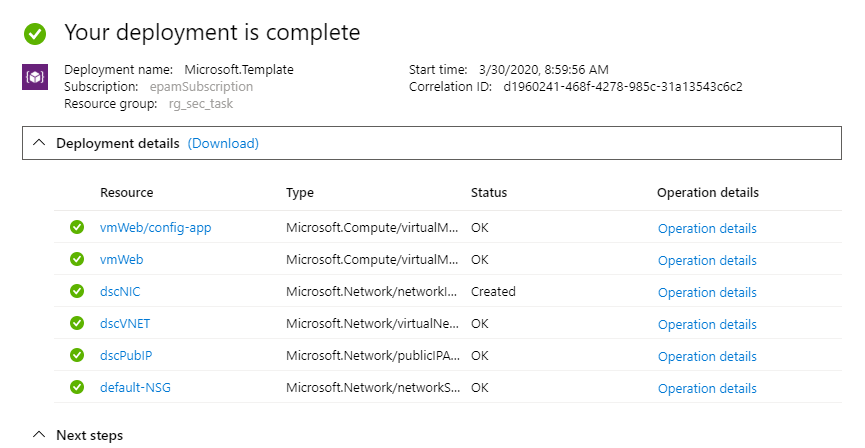 Your deployment is complete
Deployment name: Microsoft.Template Start time: 3/30/2020, 8:59:56 AM
Subscription: epamSubscription Correlation ID: d1960241-468f-4278-985c-31a13543c6c2
Resource group: rg_sec_task
Deployment details (Download)
Resource Type Status Operation details
vmWeb/config-app Microsoft.Compute/virtualM... OK Operation details
vmWeb Microsoft.Compute/virtualM... OK Operation details
dscNIC Microsoft.Network/networkI... Created Operation details
dscVNET Microsoft.Network/virtualNe... OK Operation details
dscPubIP Microsoft.Network/publicIPA... OK Operation details
default-NSG Microsoft.Network/networkS... OK Operation details
Next steps